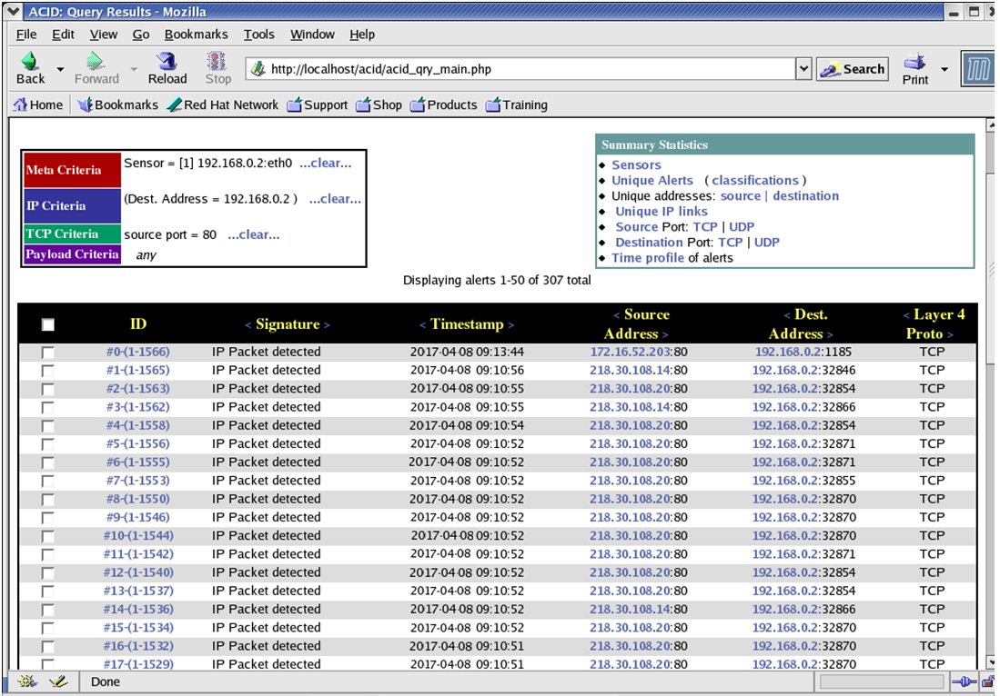 ACID: Query Results - Mozilla
File Edit View Go Bookmarks Tools Window Help
Back Forward Reload Stop http://localhost/acid/acid_qry_main.php Search Print
Home Bookmarks Red Hat Network Support Shop Products Training
Meta Criteria Sensor = [1] 192.168.0.2:eth0 ...clear...
IP Criteria (Dest. Address = 192.168.0.2 ) ...clear...
TCP Criteria source port = 80 ...clear...
Payload Criteria any
Summary Statistics
Sensors
Unique Alerts ( classifications )
Unique addresses: source | destination
Unique IP links
Source Port: TCP | UDP
Destination Port: TCP | UDP
Time profile of alerts
Displaying alerts 1-50 of 307 total
ID < Signature > < Timestamp > < Source Address > < Dest. Address > < Layer 4 Proto >
#0-(1-1566) IP Packet detected 2017-04-08 09:13:44 172.16.52.203:80 192.168.0.2:1185 TCP
#1-(1-1565) IP Packet detected 2017-04-08 09:10:56 218.30.108.14:80 192.168.0.2:32846 TCP
#2-(1-1563) IP Packet detected 2017-04-08 09:10:55 218.30.108.20:80 192.168.0.2:32854 TCP
#3-(1-1562) IP Packet detected 2017-04-08 09:10:55 218.30.108.14:80 192.168.0.2:32866 TCP
#4-(1-1558) IP Packet detected 2017-04-08 09:10:54 218.30.108.20:80 192.168.0.2:32854 TCP
#5-(1-1556) IP Packet detected 2017-04-08 09:10:52 218.30.108.20:80 192.168.0.2:32871 TCP
#6-(1-1555) IP Packet detected 2017-04-08 09:10:52 218.30.108.20:80 192.168.0.2:32871 TCP
#7-(1-1553) IP Packet detected 2017-04-08 09:10:52 218.30.108.20:80 192.168.0.2:32855 TCP
#8-(1-1550) IP Packet detected 2017-04-08 09:10:52 218.30.108.20:80 192.168.0.2:32870 TCP
#9-(1-1546) IP Packet detected 2017-04-08 09:10:52 218.30.108.20:80 192.168.0.2:32870 TCP
#10-(1-1544) IP Packet detected 2017-04-08 09:10:52 218.30.108.20:80 192.168.0.2:32870 TCP
#11-(1-1542) IP Packet detected 2017-04-08 09:10:52 218.30.108.20:80 192.168.0.2:32871 TCP
#12-(1-1540) IP Packet detected 2017-04-08 09:10:52 218.30.108.20:80 192.168.0.2:32854 TCP
#13-(1-1537) IP Packet detected 2017-04-08 09:10:52 218.30.108.20:80 192.168.0.2:32854 TCP
#14-(1-1536) IP Packet detected 2017-04-08 09:10:52 218.30.108.14:80 192.168.0.2:32866 TCP
#15-(1-1534) IP Packet detected 2017-04-08 09:10:52 218.30.108.20:80 192.168.0.2:32870 TCP
#16-(1-1532) IP Packet detected 2017-04-08 09:10:51 218.30.108.20:80 192.168.0.2:32870 TCP
#17-(1-1529) IP Packet detected 2017-04-08 09:10:51 218.30.108.20:80 192.168.0.2:32870 TCP
Done